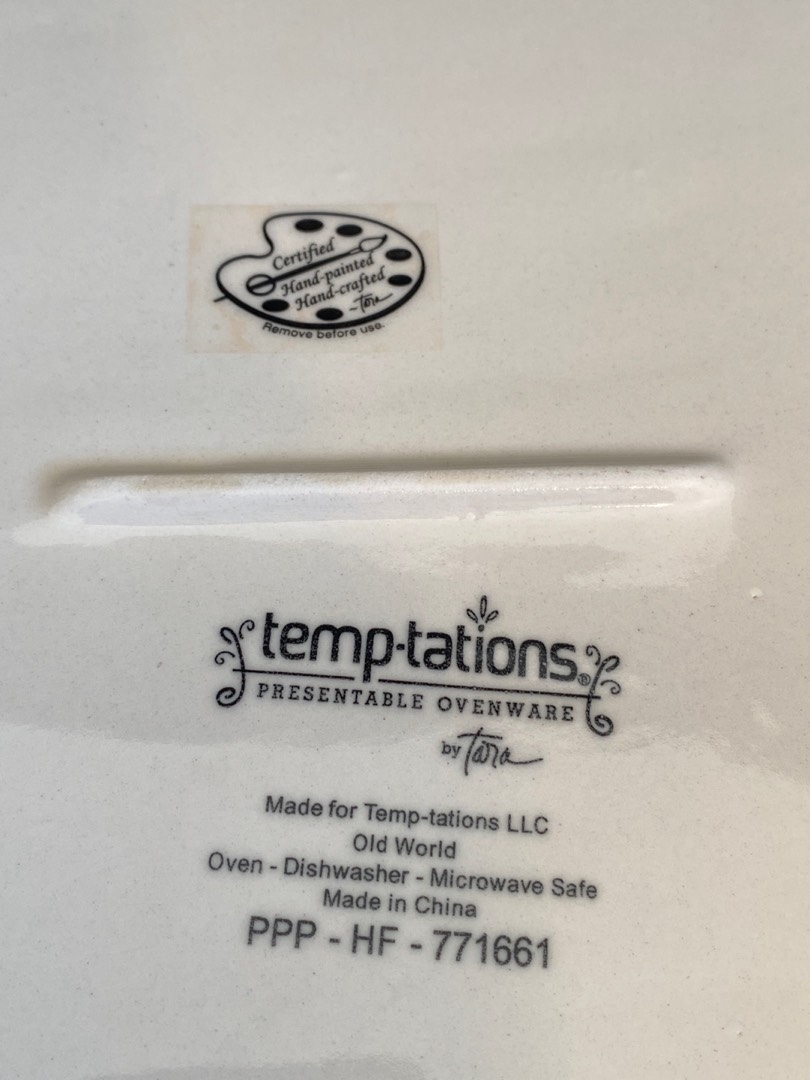 Certified
Hand-painted
Hand-crafted
-Tara
Remove before use.
temp-tations®
PRESENTABLE OVENWARE
by Tara
Made for Temp-tations LLC
Old World
Oven - Dishwasher - Microwave Safe
Made in China
PPP - HF - 771661